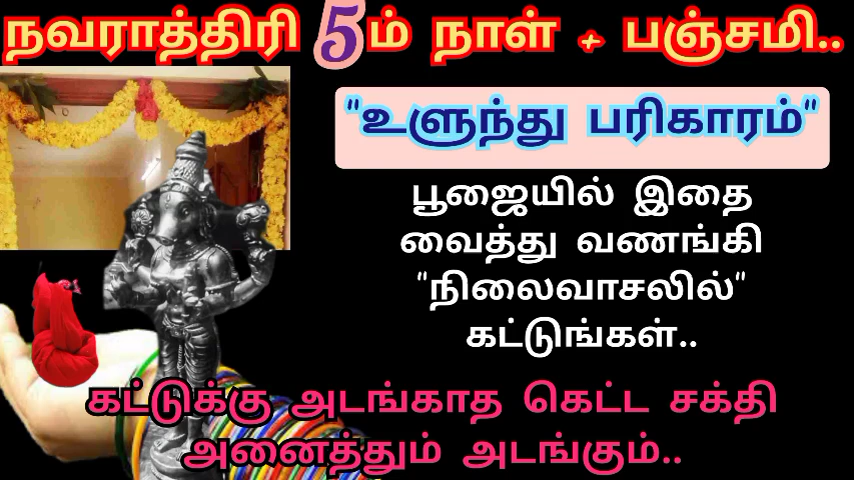 நவராத்திரி 5ம் நாள் + பஞ்சமி..
"உளுந்து பரிகாரம்"
பூஜையில் இதை
வைத்து வணங்கி
"நிலைவாசலில்"
கட்டுங்கள்..
கட்டுக்கு அடங்காத கெட்ட சக்தி
அனைத்தும் அடங்கும்..